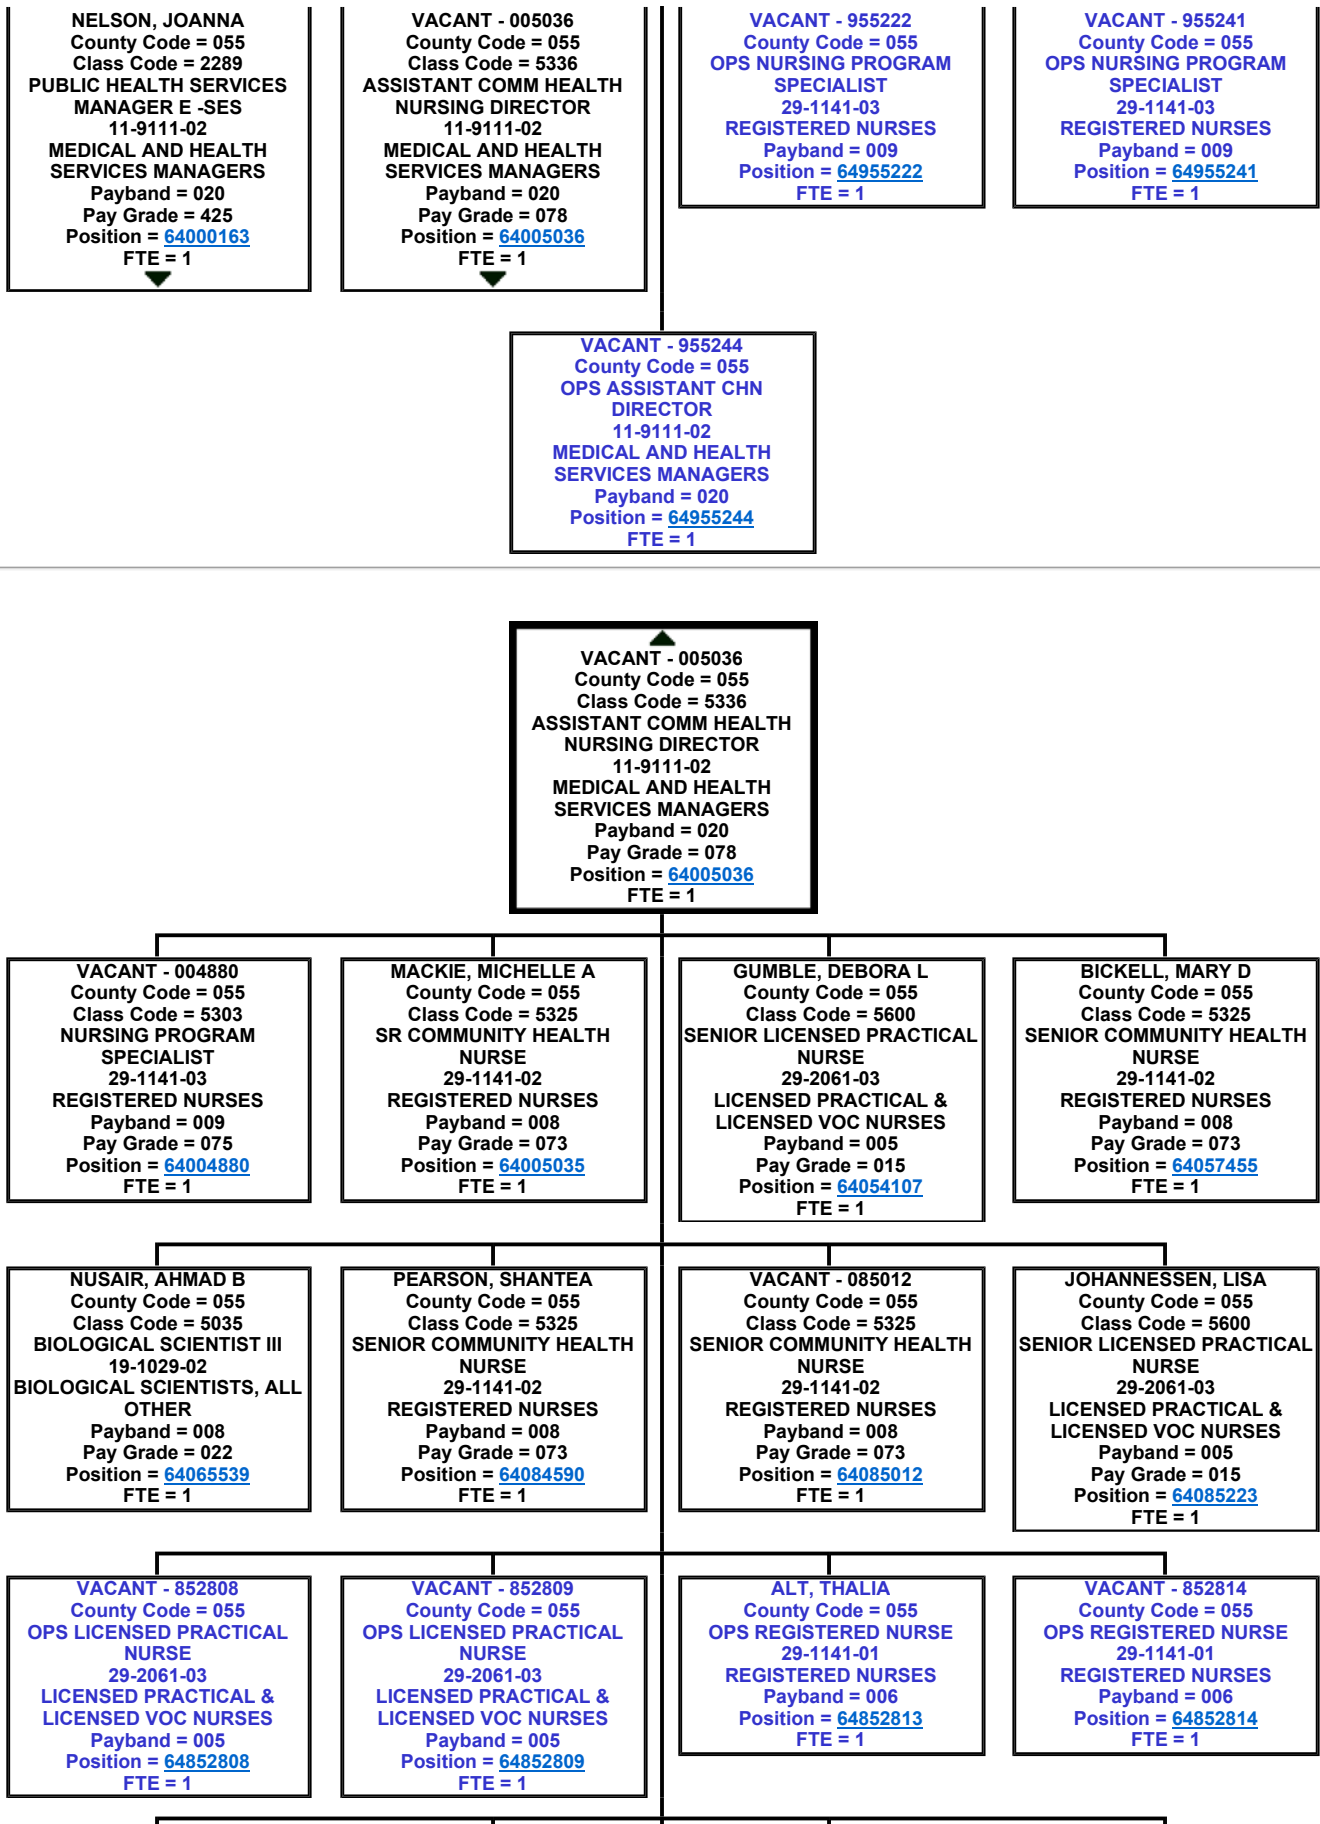 NELSON, JOANNA
County Code = 055
Class Code = 2289
PUBLIC HEALTH SERVICES
MANAGER E -SES
11-9111-02
MEDICAL AND HEALTH
SERVICES MANAGERS
Payband = 020
Pay Grade = 425
Position = 64000163
FTE = 1
VACANT - 005036
County Code = 055
Class Code = 5336
ASSISTANT COMM HEALTH
NURSING DIRECTOR
11-9111-02
MEDICAL AND HEALTH
SERVICES MANAGERS
Payband = 020
Pay Grade = 078
Position = 64005036
FTE = 1
VACANT - 955222
County Code = 055
OPS NURSING PROGRAM
SPECIALIST
29-1141-03
REGISTERED NURSES
Payband = 009
Position = 64955222
FTE = 1
VACANT - 955241
County Code = 055
OPS NURSING PROGRAM
SPECIALIST
29-1141-03
REGISTERED NURSES
Payband = 009
Position = 64955241
FTE = 1
VACANT - 955244
County Code = 055
OPS ASSISTANT CHN
DIRECTOR
11-9111-02
MEDICAL AND HEALTH
SERVICES MANAGERS
Payband = 020
Position = 64955244
FTE = 1
VACANT - 005036
County Code = 055
Class Code = 5336
ASSISTANT COMM HEALTH
NURSING DIRECTOR
11-9111-02
MEDICAL AND HEALTH
SERVICES MANAGERS
Payband = 020
Pay Grade = 078
Position = 64005036
FTE = 1
VACANT - 004880
County Code = 055
Class Code = 5303
NURSING PROGRAM
SPECIALIST
29-1141-03
REGISTERED NURSES
Payband = 009
Pay Grade = 075
Position = 64004880
FTE = 1
MACKIE, MICHELLE A
County Code = 055
Class Code = 5325
SR COMMUNITY HEALTH
NURSE
29-1141-02
REGISTERED NURSES
Payband = 008
Pay Grade = 073
Position = 64005035
FTE = 1
GUMBLE, DEBORA L
County Code = 055
Class Code = 5600
SENIOR LICENSED PRACTICAL
NURSE
29-2061-03
LICENSED PRACTICAL &
LICENSED VOC NURSES
Payband = 005
Pay Grade = 015
Position = 64054107
FTE = 1
BICKELL, MARY D
County Code = 055
Class Code = 5325
SENIOR COMMUNITY HEALTH
NURSE
29-1141-02
REGISTERED NURSES
Payband = 008
Pay Grade = 073
Position = 64057455
FTE = 1
NUSAIR, AHMAD B
County Code = 055
Class Code = 5035
BIOLOGICAL SCIENTIST III
19-1029-02
BIOLOGICAL SCIENTISTS, ALL
OTHER
Payband = 008
Pay Grade = 022
Position = 64065539
FTE = 1
PEARSON, SHANTEA
County Code = 055
Class Code = 5325
SENIOR COMMUNITY HEALTH
NURSE
29-1141-02
REGISTERED NURSES
Payband = 008
Pay Grade = 073
Position = 64084590
FTE = 1
VACANT - 085012
County Code = 055
Class Code = 5325
SENIOR COMMUNITY HEALTH
NURSE
29-1141-02
REGISTERED NURSES
Payband = 008
Pay Grade = 073
Position = 64085012
FTE = 1
JOHANNESSEN, LISA
County Code = 055
Class Code = 5600
SENIOR LICENSED PRACTICAL
NURSE
29-2061-03
LICENSED PRACTICAL &
LICENSED VOC NURSES
Payband = 005
Pay Grade = 015
Position = 64085223
FTE = 1
VACANT - 852808
County Code = 055
OPS LICENSED PRACTICAL
NURSE
29-2061-03
LICENSED PRACTICAL &
LICENSED VOC NURSES
Payband = 005
Position = 64852808
FTE = 1
VACANT - 852809
County Code = 055
OPS LICENSED PRACTICAL
NURSE
29-2061-03
LICENSED PRACTICAL &
LICENSED VOC NURSES
Payband = 005
Position = 64852809
FTE = 1
ALT, THALIA
County Code = 055
OPS REGISTERED NURSE
29-1141-01
REGISTERED NURSES
Payband = 006
Position = 64852813
FTE = 1
VACANT - 852814
County Code = 055
OPS REGISTERED NURSE
29-1141-01
REGISTERED NURSES
Payband = 006
Position = 64852814
FTE = 1